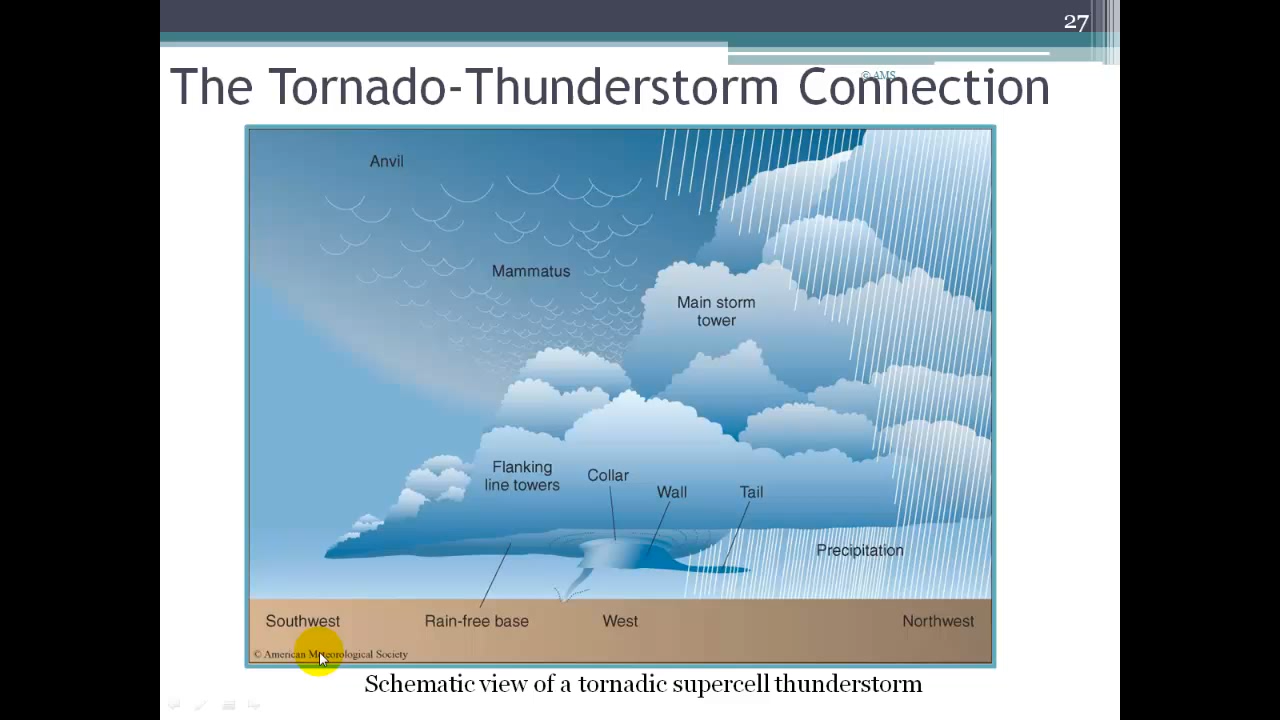 27
© AMS
The Tornado-Thunderstorm Connection
Anvil
Mammatus
Main storm
tower
Flanking
line towers
Collar
Wall
Tail
Precipitation
Southwest
Rain-free base
West
Northwest
© American Meteorological Society
Schematic view of a tornadic supercell thunderstorm